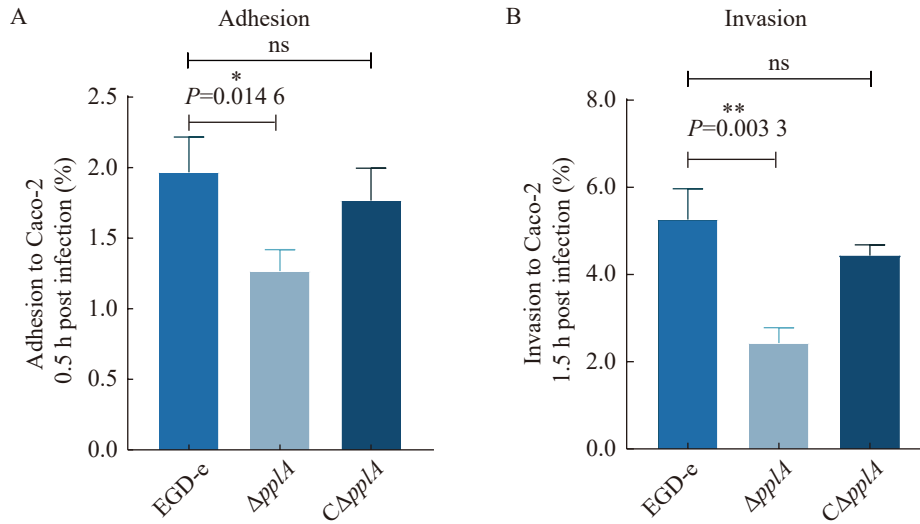 A
Adhesion
ns
*
P=0.014 6
2.5
2.0
1.5
1.0
0.5
0.0
Adhesion to Caco-2
0.5 h post infection (%)
EGD-e
ΔpplA
CΔpplA
B
Invasion
ns
**
P=0.003 3
8.0
6.0
4.0
2.0
0.0
Invasion to Caco-2
1.5 h post infection (%)
EGD-e
ΔpplA
CΔpplA